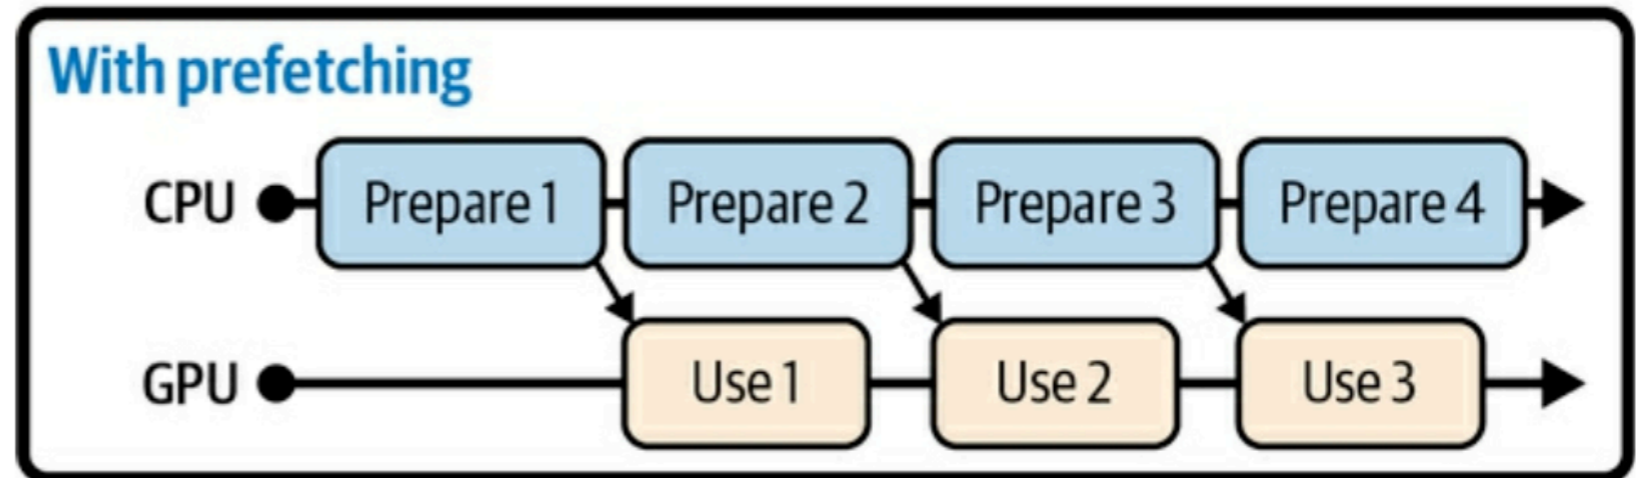 With prefetching
CPU Prepare 1 Prepare 2 Prepare 3 Prepare 4
GPU Use 1 Use 2 Use 3